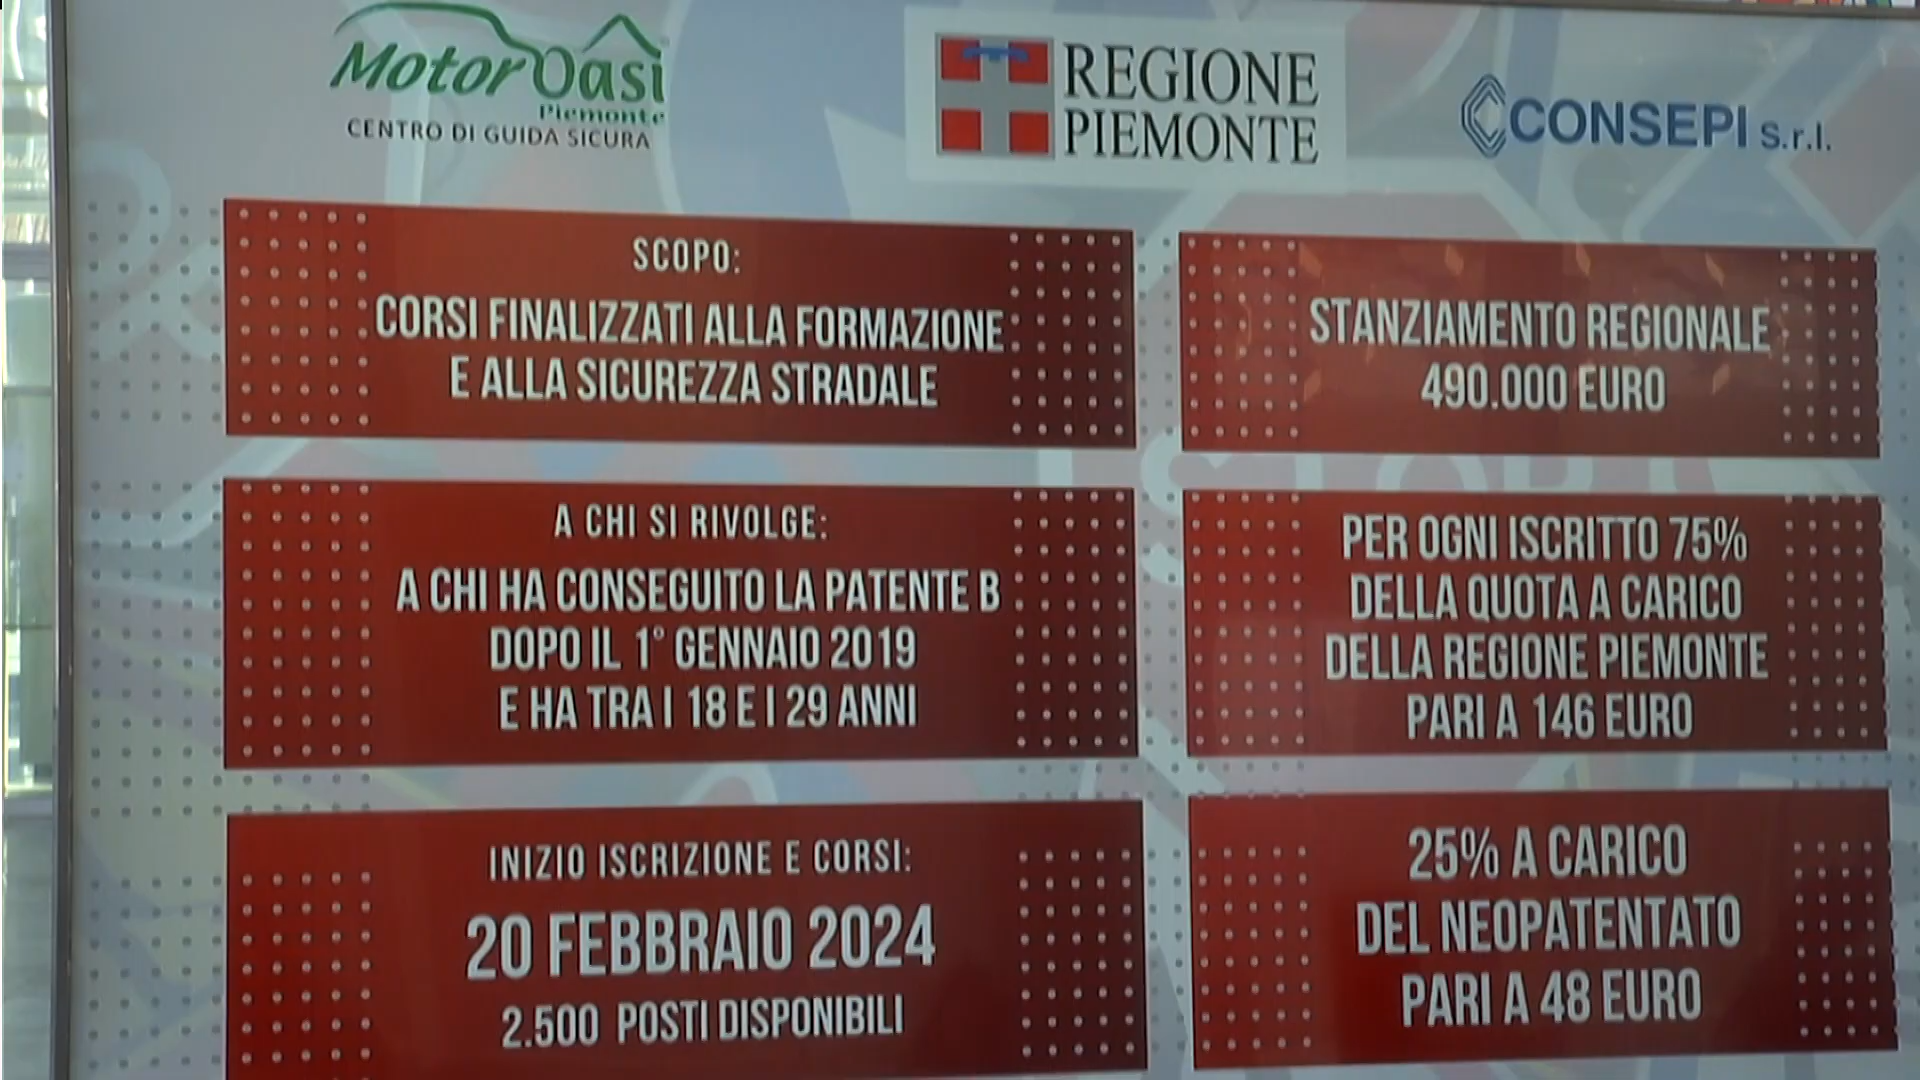 MotorOasi
Piemonte
CENTRO DI GUIDA SICURA
REGIONE
PIEMONTE
CONSEPI s.r.l.
SCOPO:
CORSI FINALIZZATI ALLA FORMAZIONE
E ALLA SICUREZZA STRADALE
STANZIAMENTO REGIONALE
490.000 EURO
A CHI SI RIVOLGE:
A CHI HA CONSEGUITO LA PATENTE B
DOPO IL 1° GENNAIO 2019
E HA TRA I 18 E I 29 ANNI
PER OGNI ISCRITTO 75%
DELLA QUOTA A CARICO
DELLA REGIONE PIEMONTE
PARI A 146 EURO
INIZIO ISCRIZIONE E CORSI:
20 FEBBRAIO 2024
2.500 POSTI DISPONIBILI
25% A CARICO
DEL NEOPATENTATO
PARI A 48 EURO